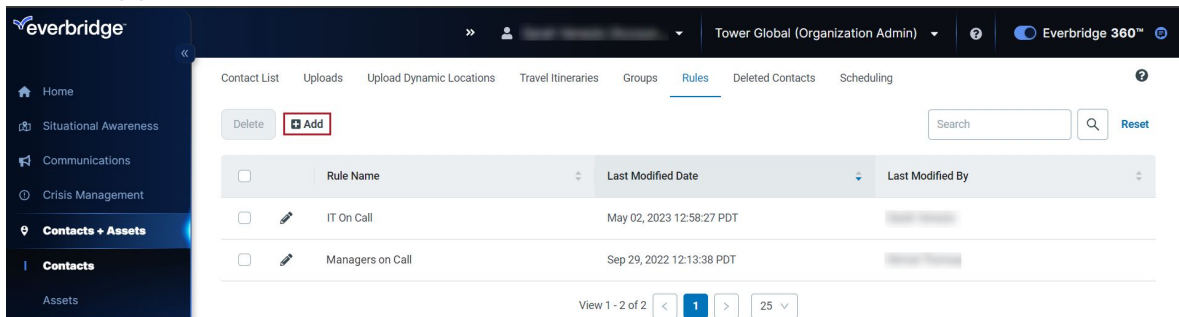 everbridge
Tower Global (Organization Admin)
Everbridge 360™
Home
Situational Awareness
Communications
Crisis Management
Contacts + Assets
Contacts
Assets
Contact List Uploads Upload Dynamic Locations Travel Itineraries Groups Rules Deleted Contacts Scheduling
Delete Add Search Reset
Rule Name Last Modified Date Last Modified By
IT On Call May 02, 2023 12:58:27 PDT
Managers on Call Sep 29, 2022 12:13:38 PDT
View 1 - 2 of 2 < 1 > 25